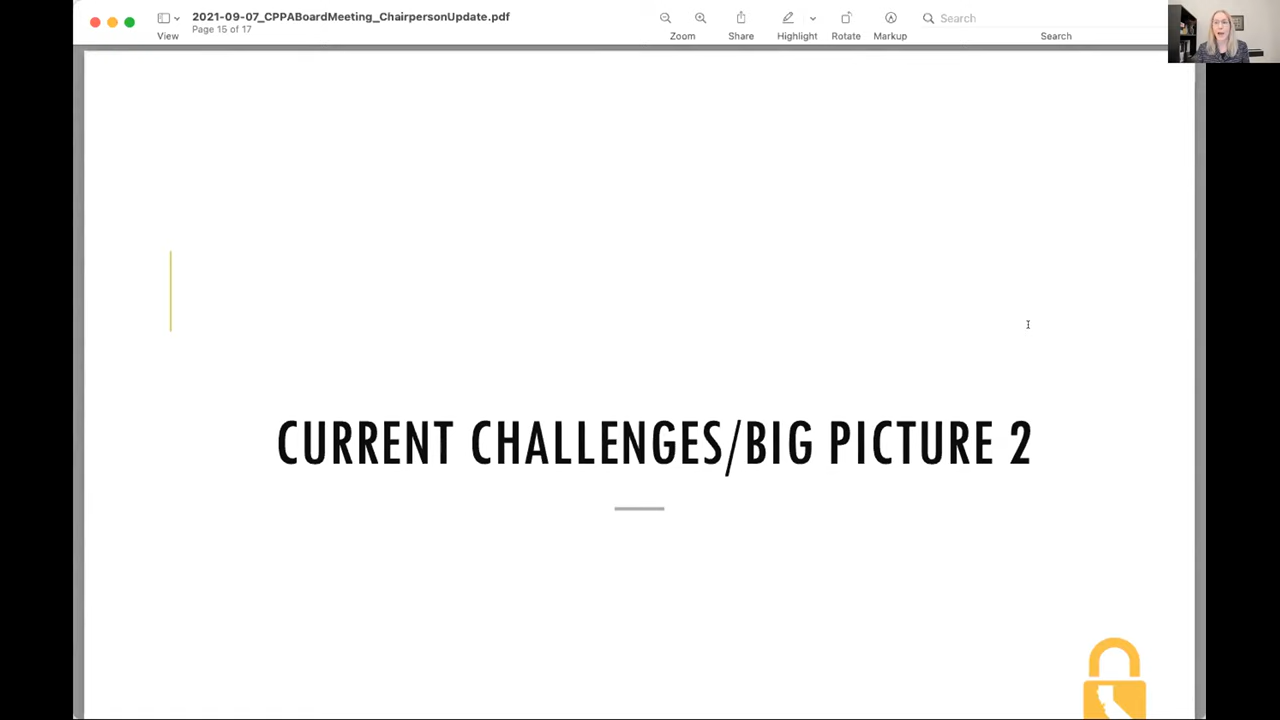 2021-09-07_CPPABoardMeeting_ChairpersonUpdate.pdf
Page 15 of 17
View
Zoom
Share
Highlight
Rotate
Markup
Search
Search
CURRENT CHALLENGES/BIG PICTURE 2